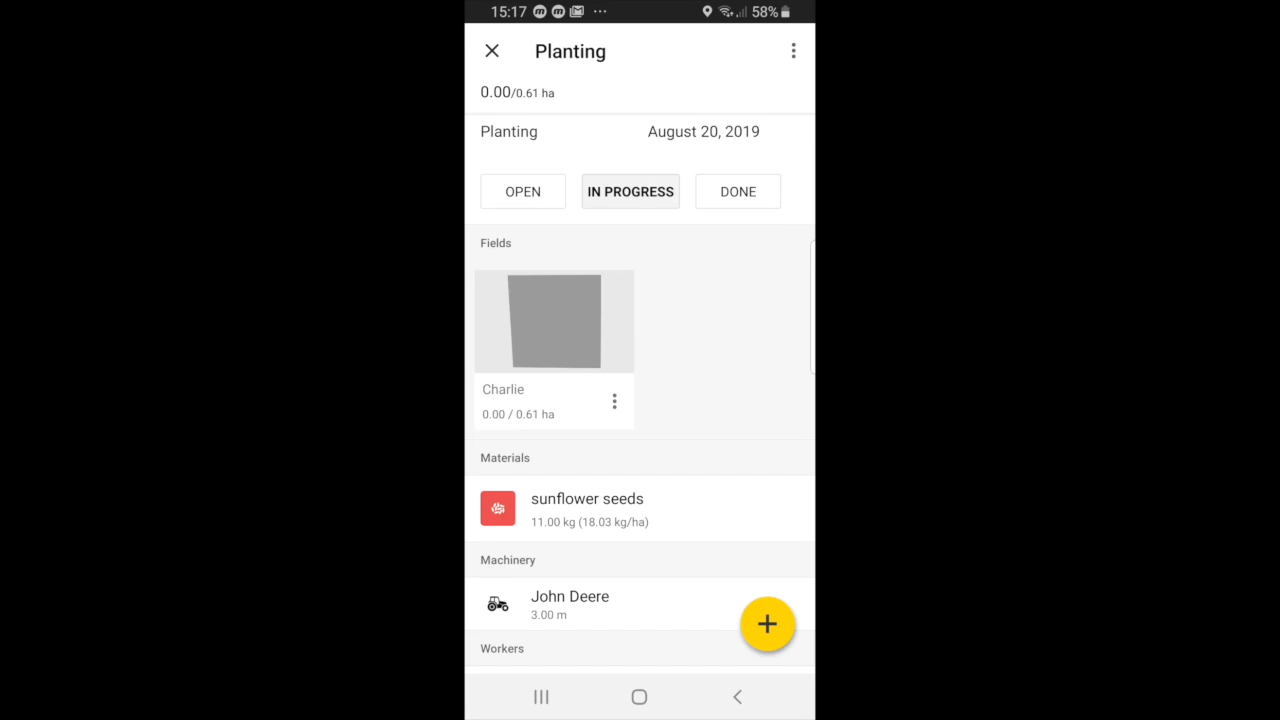 15:17 58%
Planting
0.00/0.61 ha
Planting August 20, 2019
OPEN IN PROGRESS DONE
Fields
Charlie
0.00 / 0.61 ha
Materials
sunflower seeds
11.00 kg (18.03 kg/ha)
Machinery
John Deere
3.00 m
Workers